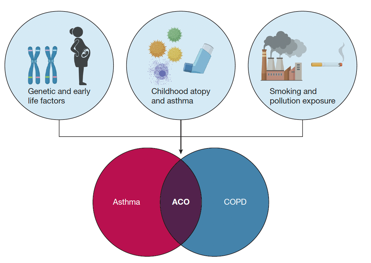 Genetic and early
life factors
Childhood atopy
and asthma
Smoking and
pollution exposure
Asthma
ACO
COPD